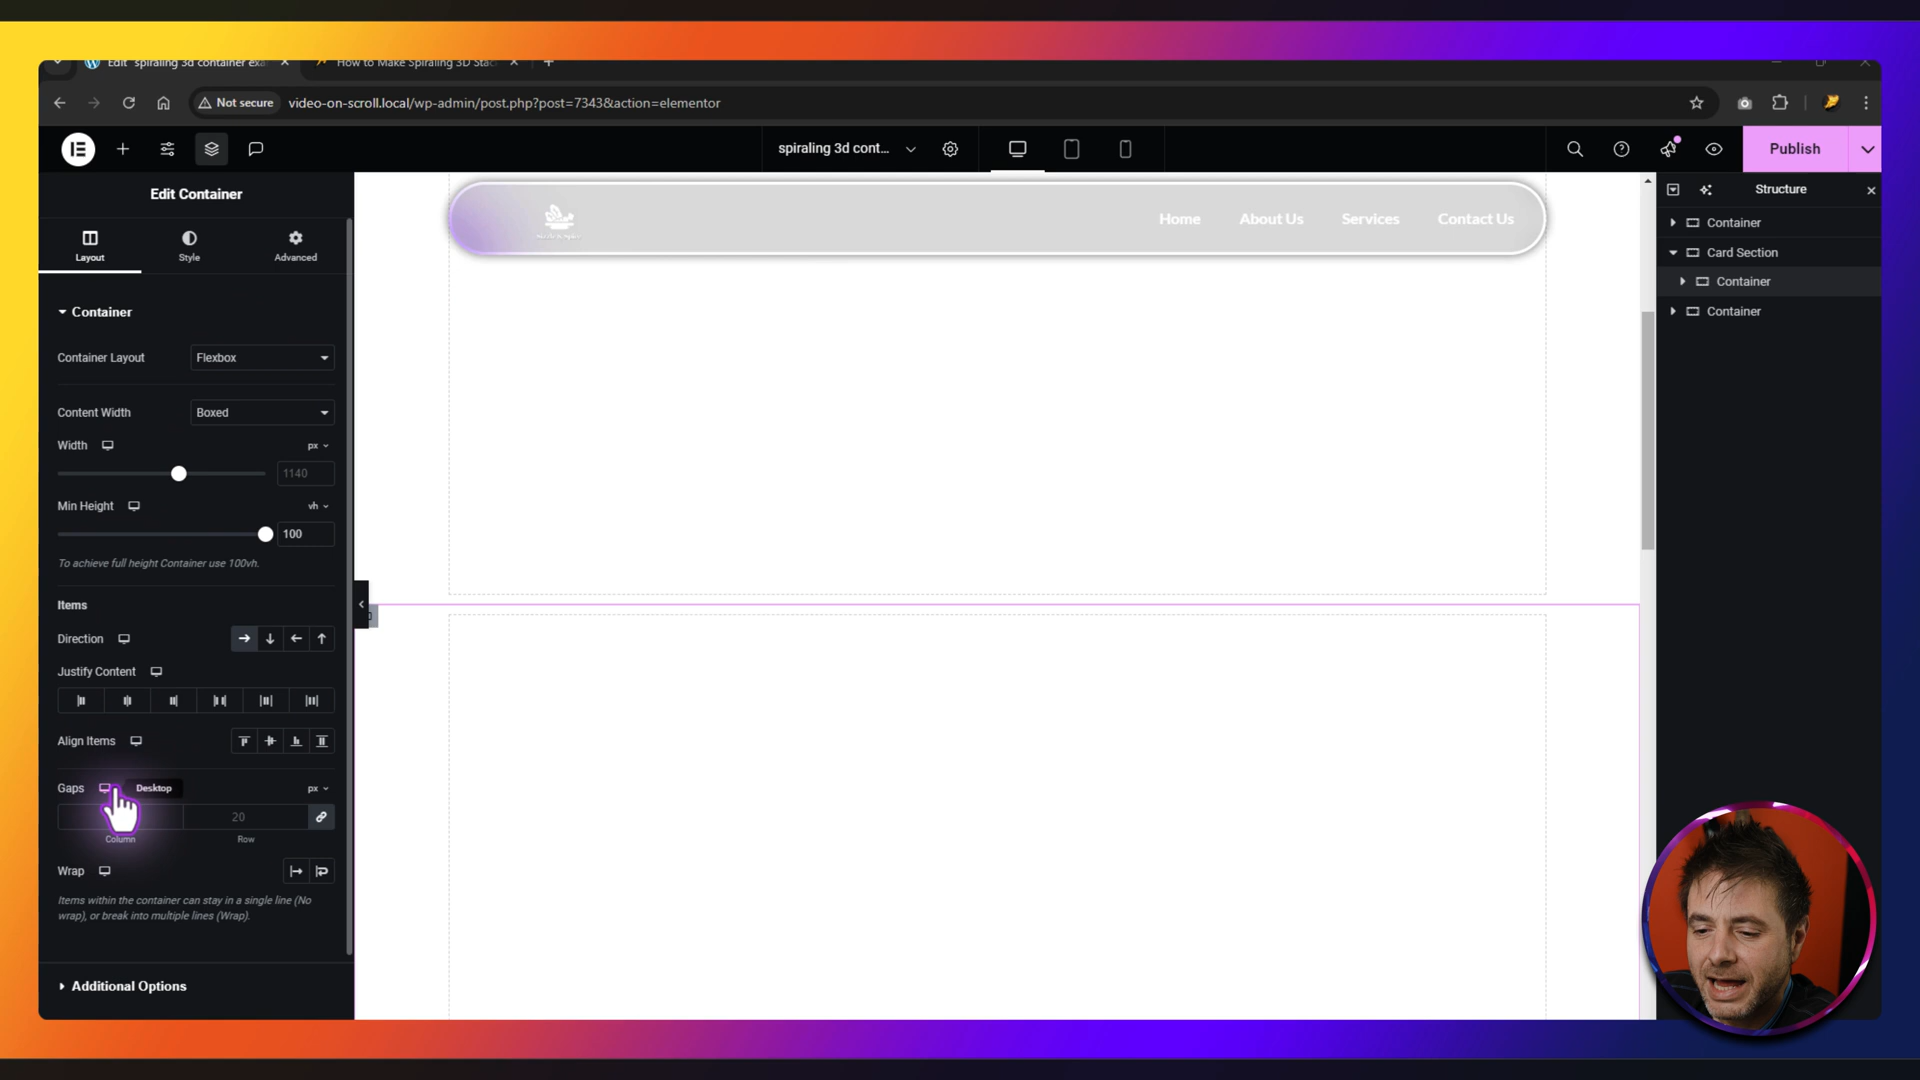 Edit "spiraling 3d container exa
How to Make Spiraling 3D Stac
Not secure
video-on-scroll.local/wp-admin/post.php?post=7343&action=elementor
spiraling 3d cont...
Publish
Edit Container
Structure
Layout
Style
Advanced
Home
About Us
Services
Contact Us
Container
Card Section
Container
Container
Container
Container Layout
Flexbox
Content Width
Boxed
Width
px
1140
Min Height
vh
100
To achieve full height Container use 100vh.
Items
Direction
Justify Content
Align Items
Gaps
Desktop
px
20
Column
Row
Wrap
Items within the container can stay in a single line (No
wrap), or break into multiple lines (Wrap).
Additional Options